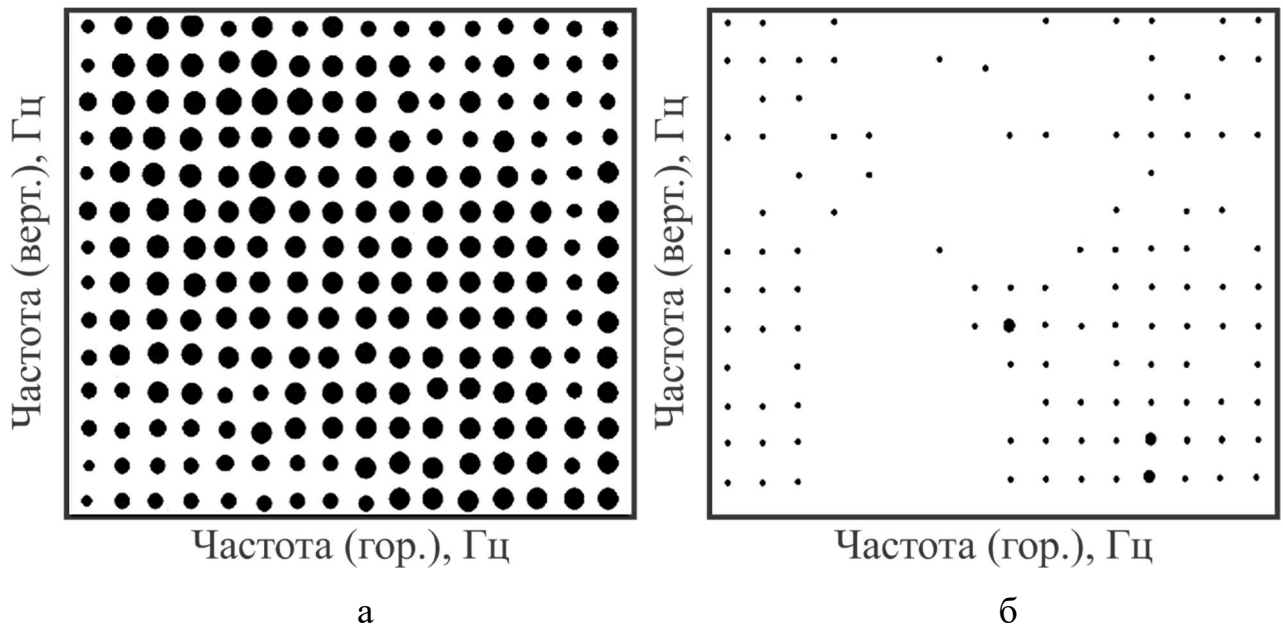 Частота (верт.), Гц
Частота (верт.), Гц
Частота (гор.), Гц
Частота (гор.), Гц
а
б